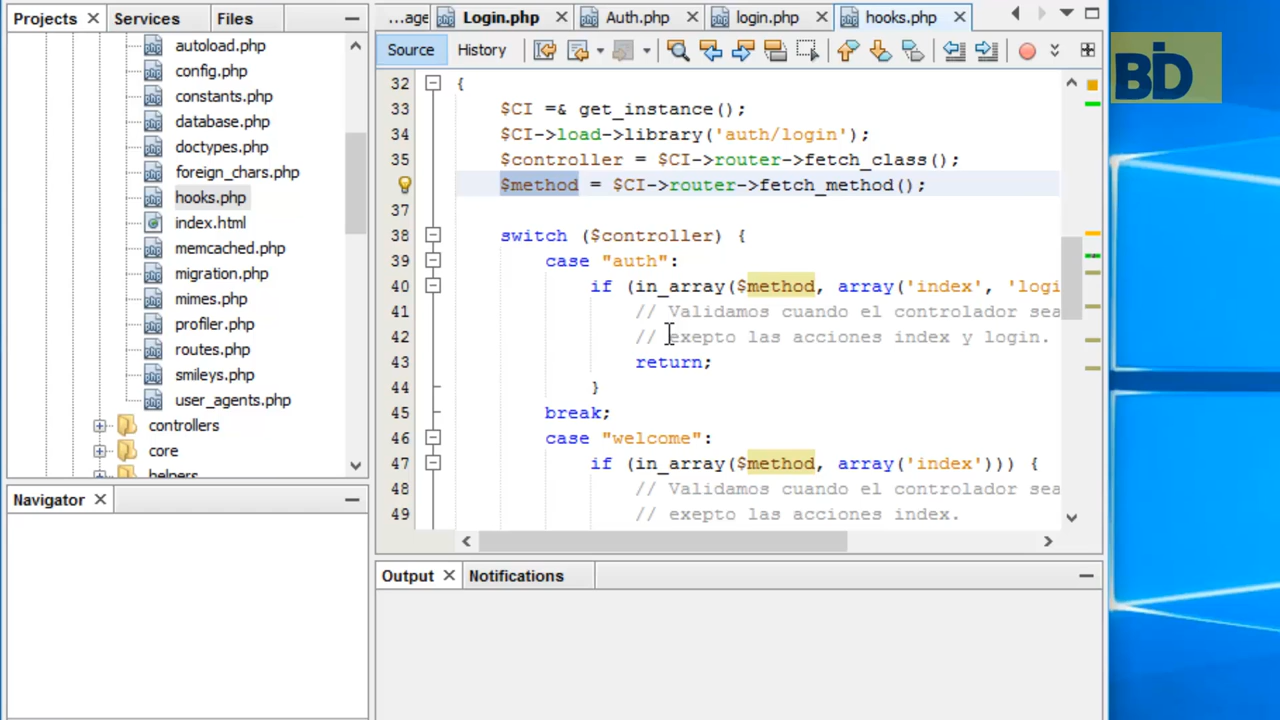 Projects Services Files
autoload.php
config.php
constants.php
database.php
doctypes.php
foreign_chars.php
hooks.php
index.html
memcached.php
migration.php
mimes.php
profiler.php
routes.php
smileys.php
user_agents.php
controllers
core
helpers
Navigator
...age Login.php Auth.php login.php hooks.php
Source History
32 {
33 $CI =& get_instance();
34 $CI->load->library('auth/login');
35 $controller = $CI->router->fetch_class();
$method = $CI->router->fetch_method();
37
38 switch ($controller) {
39 case "auth":
40 if (in_array($method, array('index', 'logi
41 // Validamos cuando el controlador sea
42 // exepto las acciones index y login.
43 return;
44 }
45 break;
46 case "welcome":
47 if (in_array($method, array('index'))) {
48 // Validamos cuando el controlador sea
49 // exepto las acciones index.
Output Notifications
BiD